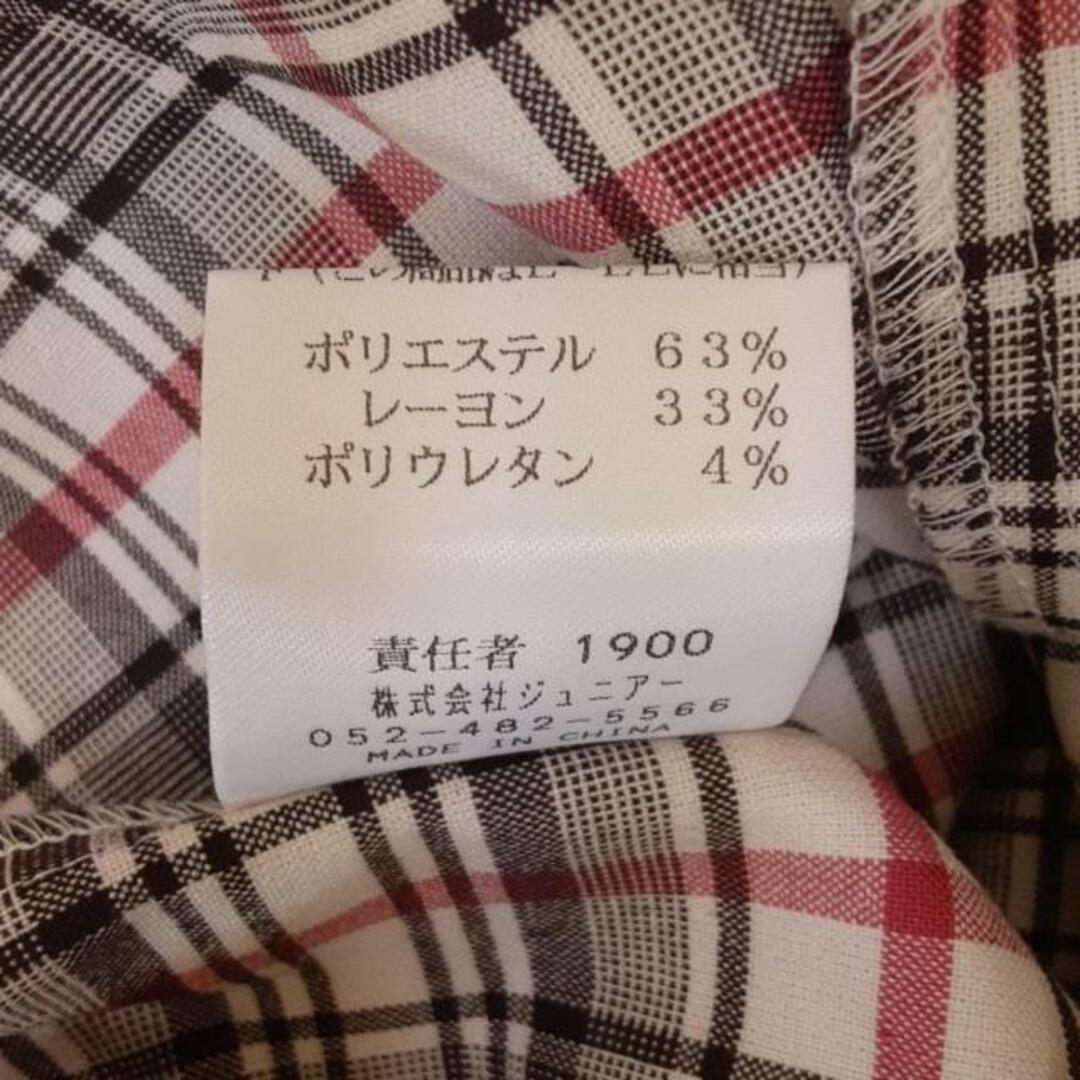 ポリエステル 63%
レーヨン 33%
ポリウレタン 4%
責任者 1900
株式会社ジュニアー
052-482-5566
MADE IN CHINA